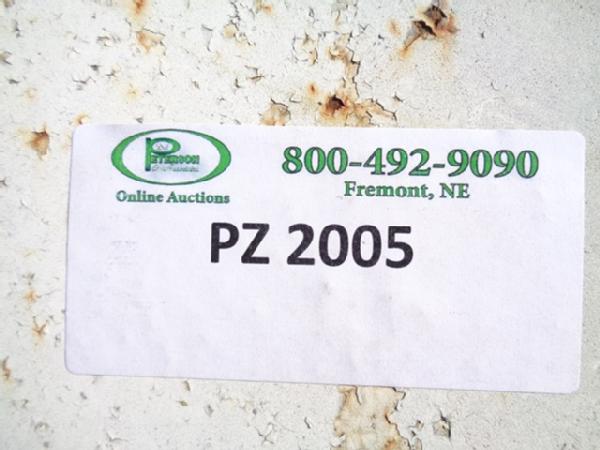 PETERSON
Online Auctions
800-492-9090
Fremont, NE
PZ 2005